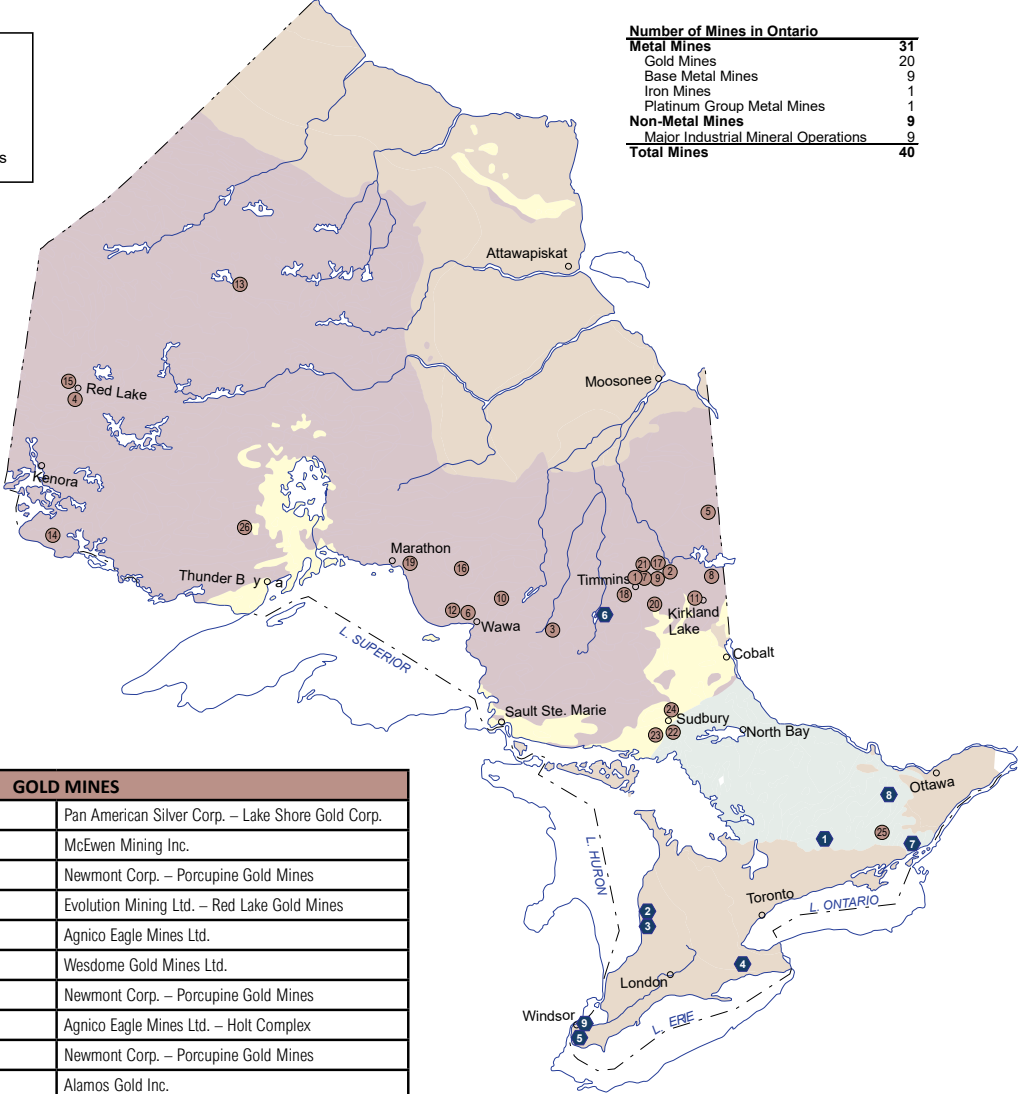 s
Number of Mines in Ontario
Metal Mines 31
Gold Mines 20
Base Metal Mines 9
Iron Mines 1
Platinum Group Metal Mines 1
Non-Metal Mines 9
Major Industrial Mineral Operations 9
Total Mines 40
Attawapiskat
13
Moosonee
15
Red Lake
4
Kenora
5
14
26
Marathon
19
16
21
17
Timmins
1
7
9
2
8
Thunder B y a
10
18
20
11
12
6
Wawa
6
Kirkland
Lake
3
L. SUPERIOR
Cobalt
24
Sault Ste. Marie
Sudbury
23
22
North Bay
Ottawa
8
25
1
7
L. HURON
Toronto
L. ONTARIO
2
3
4
London
Windsor
9
5
L. ERIE
GOLD MINES
Pan American Silver Corp. – Lake Shore Gold Corp.
McEwen Mining Inc.
Newmont Corp. – Porcupine Gold Mines
Evolution Mining Ltd. – Red Lake Gold Mines
Agnico Eagle Mines Ltd.
Wesdome Gold Mines Ltd.
Newmont Corp. – Porcupine Gold Mines
Agnico Eagle Mines Ltd. – Holt Complex
Newmont Corp. – Porcupine Gold Mines
Alamos Gold Inc.